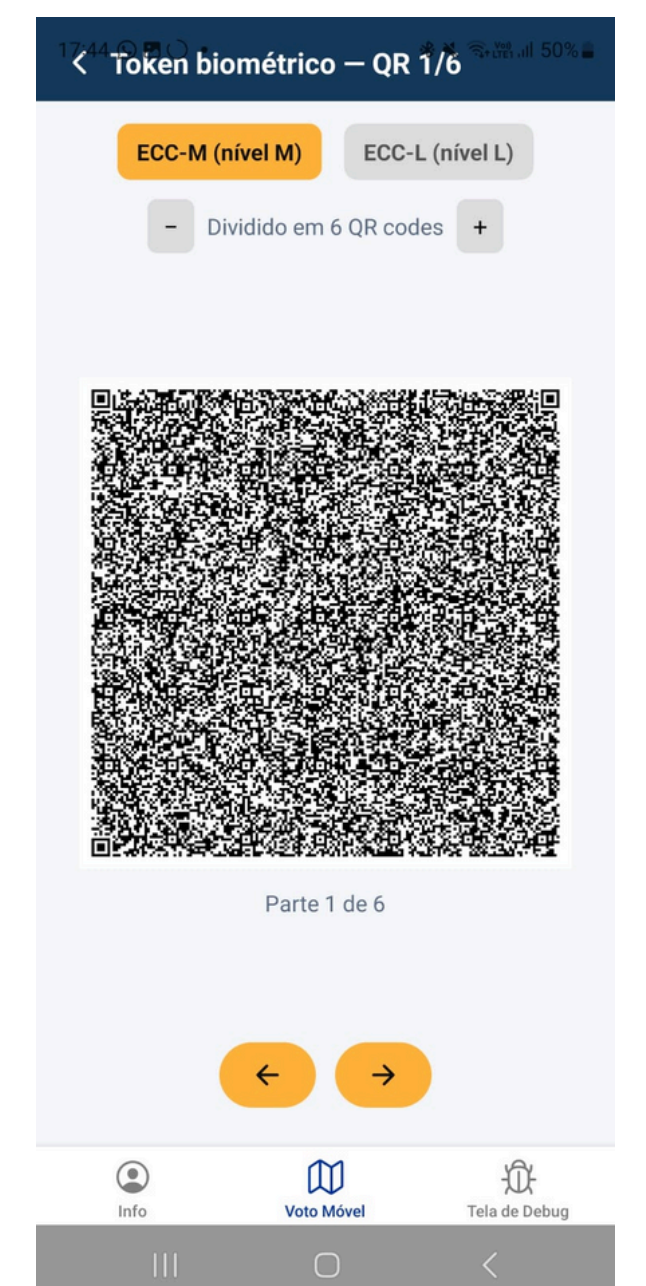 17:44 50%
Token biométrico — QR 1/6
ECC-M (nível M) ECC-L (nível L)
- Dividido em 6 QR codes +
Parte 1 de 6
Info Voto Móvel Tela de Debug